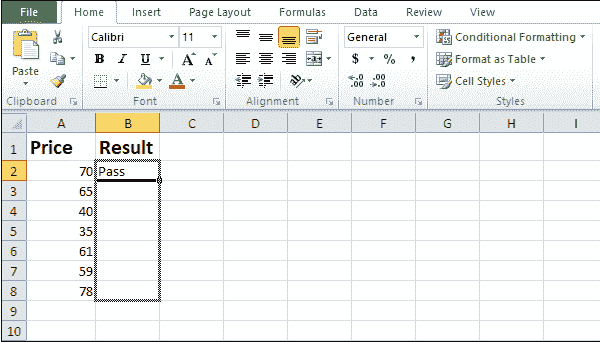 File Home Insert Page Layout Formulas Data Review View
Calibri 11 General Conditional Formatting
Paste B I U A A $ % , Format as Table
A .00 .0 Cell Styles
Clipboard Font Alignment Number Styles
A B C D E F G H I
1 Price Result
2 70 Pass
3 65
4 40
5 35
6 61
7 59
8 78
9
10